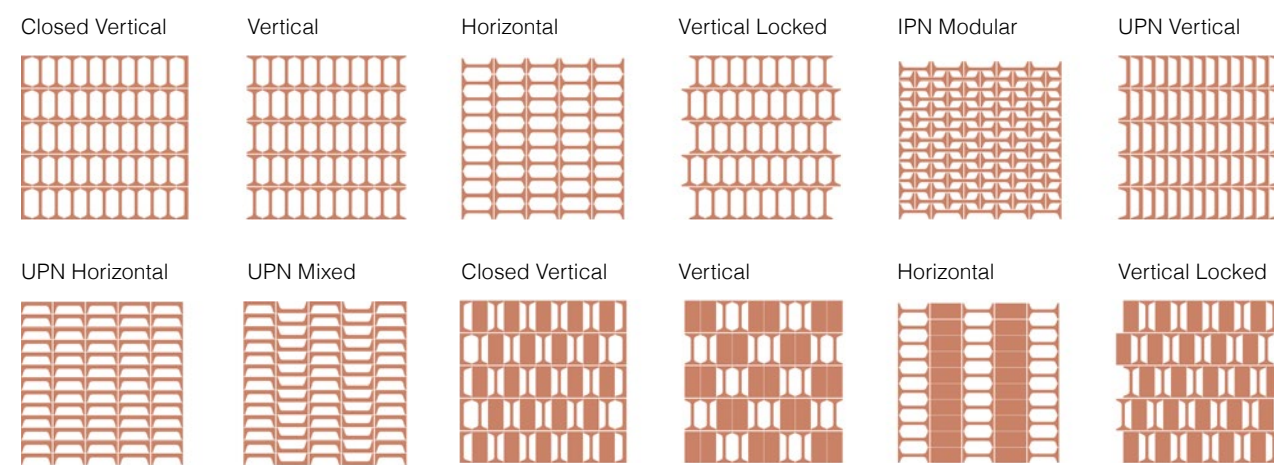 Closed Vertical
Vertical
Horizontal
Vertical Locked
IPN Modular
UPN Vertical
UPN Horizontal
UPN Mixed
Closed Vertical
Vertical
Horizontal
Vertical Locked